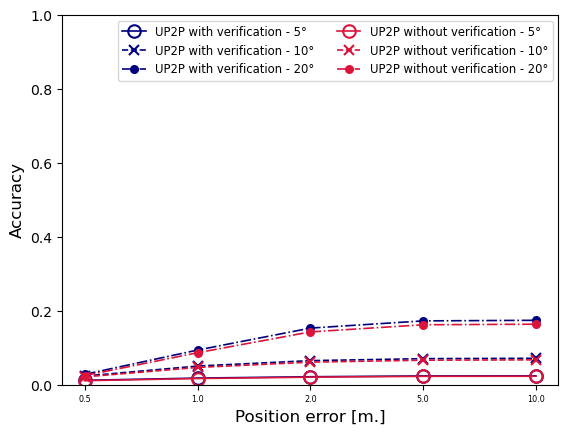 1.0
0.8
0.6
0.4
0.2
0.0
Accuracy
UP2P with verification - 5°
UP2P with verification - 10°
UP2P with verification - 20°
UP2P without verification - 5°
UP2P without verification - 10°
UP2P without verification - 20°
0.5 1.0 2.0 5.0 10.0
Position error [m.]